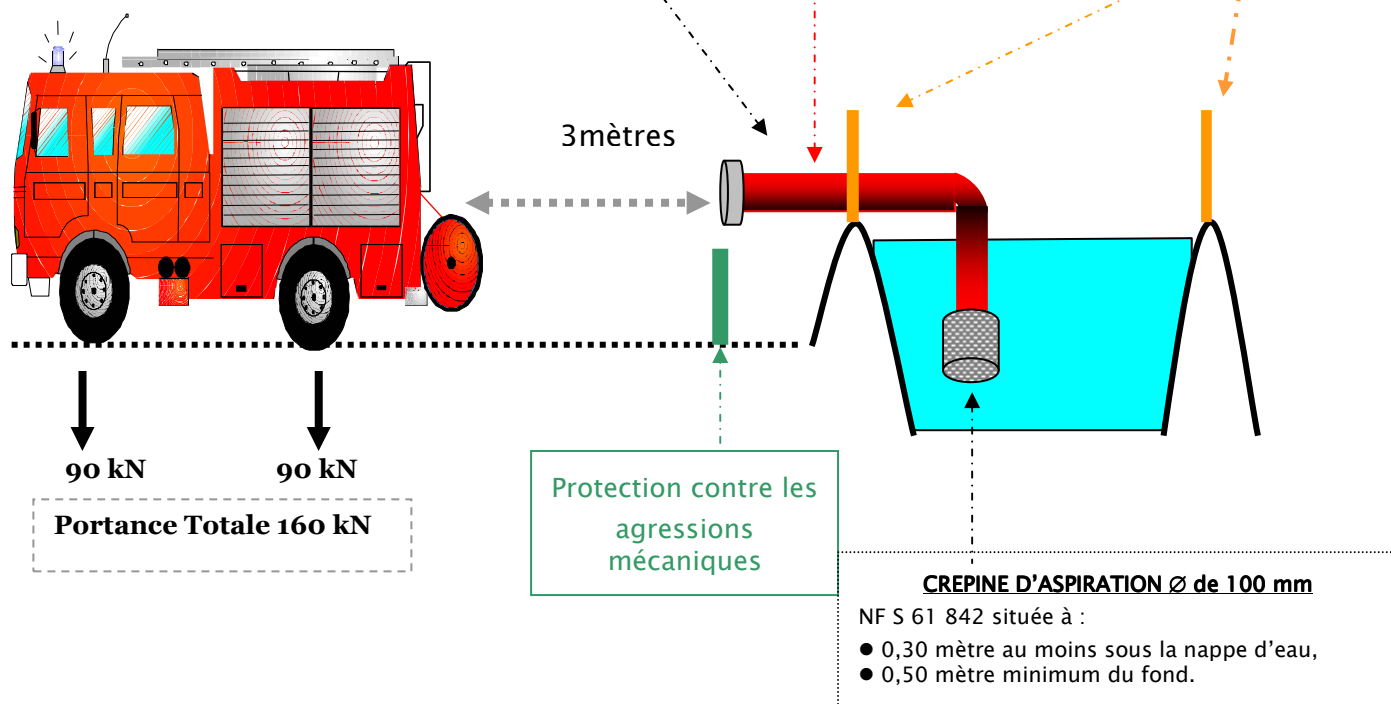 3mètres
90 kN
90 kN
Portance Totale 160 kN
Protection contre les
agressions
mécaniques
CREPINE D’ASPIRATION ∅ de 100 mm
NF S 61 842 située à :
● 0,30 mètre au moins sous la nappe d’eau,
● 0,50 mètre minimum du fond.